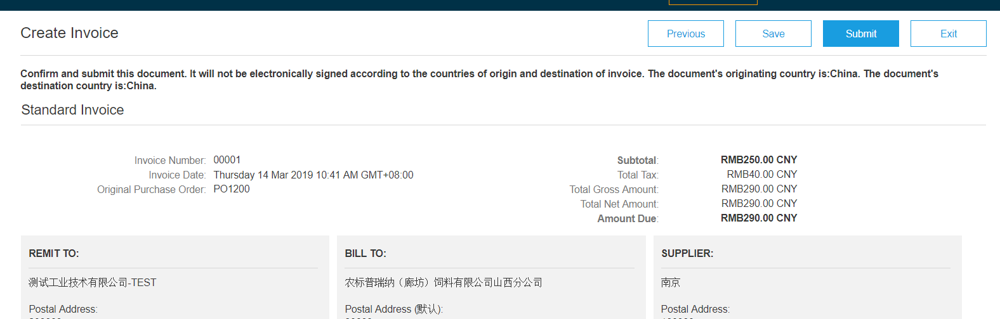 Create Invoice
Previous
Save
Submit
Exit
Confirm and submit this document. It will not be electronically signed according to the countries of origin and destination of invoice. The document's originating country is:China. The document's
destination country is:China.
Standard Invoice
Invoice Number: 00001
Invoice Date: Thursday 14 Mar 2019 10:41 AM GMT+08:00
Original Purchase Order: PO1200
Subtotal: RMB250.00 CNY
Total Tax: RMB40.00 CNY
Total Gross Amount: RMB290.00 CNY
Total Net Amount: RMB290.00 CNY
Amount Due: RMB290.00 CNY
REMIT TO:
测试工业技术有限公司-TEST
Postal Address:
BILL TO:
农标普瑞纳（廊坊）饲料有限公司山西分公司
Postal Address (默认):
SUPPLIER:
南京
Postal Address: